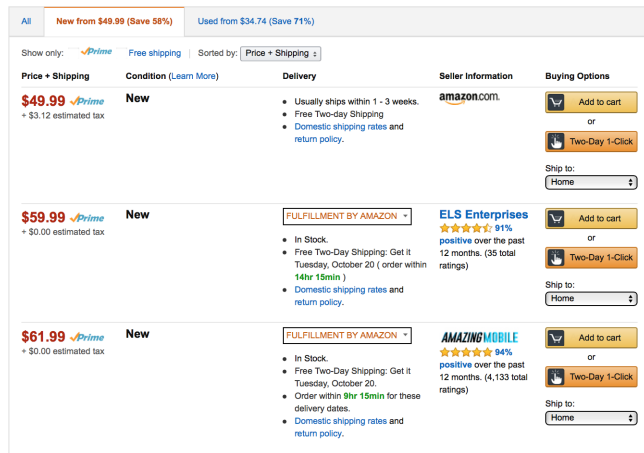 All New from $49.99 (Save 58%) Used from $34.74 (Save 71%)
Show only: Prime Free shipping | Sorted by: Price + Shipping
Price + Shipping Condition (Learn More) Delivery Seller Information Buying Options
$49.99 Prime New amazon.com. Add to cart
+ $3.12 estimated tax
Usually ships within 1 - 3 weeks.
Free Two-day Shipping
Domestic shipping rates and
return policy.
or
Two-Day 1-Click
Ship to:
Home
$59.99 Prime New FULFILLMENT BY AMAZON ELS Enterprises Add to cart
+ $0.00 estimated tax
In Stock.
Free Two-Day Shipping: Get it
Tuesday, October 20 ( order within
14hr 15min )
Domestic shipping rates and
return policy.
91%
positive over the past
12 months. (35 total
ratings)
or
Two-Day 1-Click
Ship to:
Home
$61.99 Prime New FULFILLMENT BY AMAZON AMAZING MOBILE Add to cart
+ $0.00 estimated tax
In Stock.
Free Two-Day Shipping: Get it
Tuesday, October 20.
Order within 9hr 15min for these
delivery dates.
Domestic shipping rates and
return policy.
94%
positive over the past
12 months. (4,133 total
ratings)
or
Two-Day 1-Click
Ship to:
Home